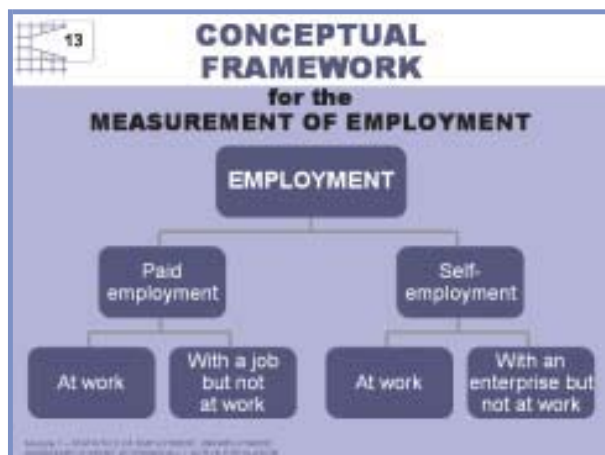 13
CONCEPTUAL
FRAMEWORK
for the
MEASUREMENT OF EMPLOYMENT
EMPLOYMENT
Paid
employment
Self-
employment
At work
With a job
but not
at work
At work
With an
enterprise but
not at work